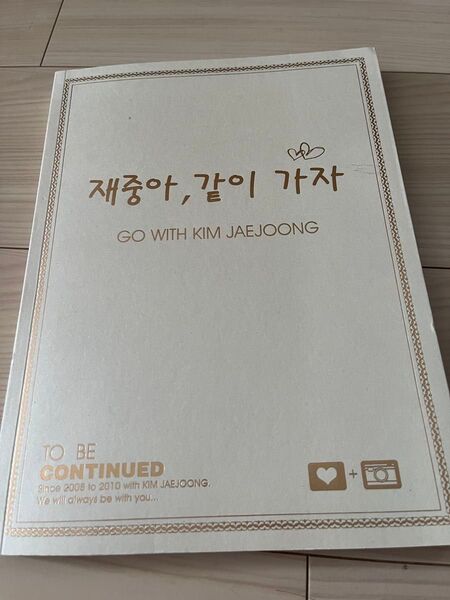 재중아, 같이 가자
GO WITH KIM JAEJOONG
TO BE
CONTINUED
Since 2005 to 2010 with KIM JAEJOONG.
We will always be with you...
+